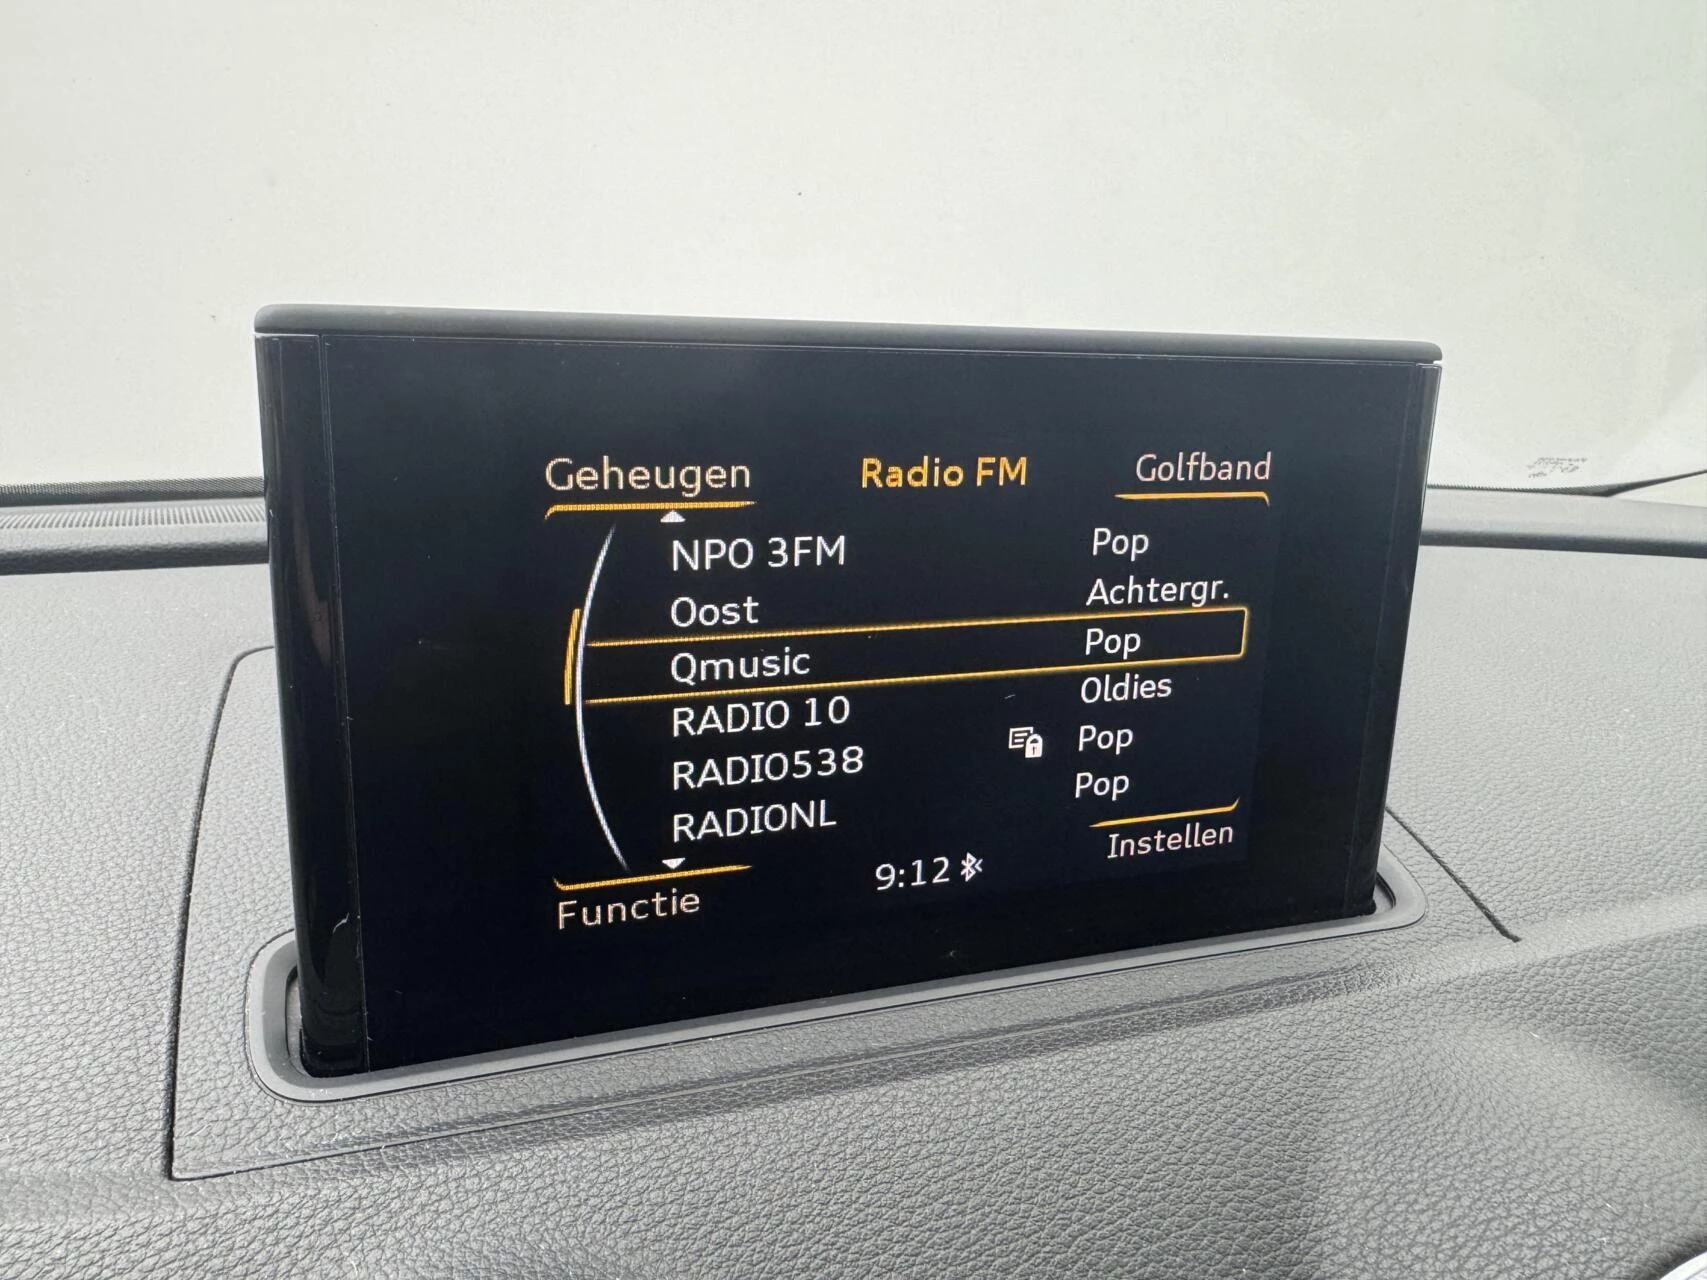 Geheugen Radio FM Golfband
NPO 3FM Pop
Oost Achtergr.
Qmusic Pop
RADIO 10 Oldies
RADIO538 Pop
RADIONL Pop
Functie 9:12 Instellen